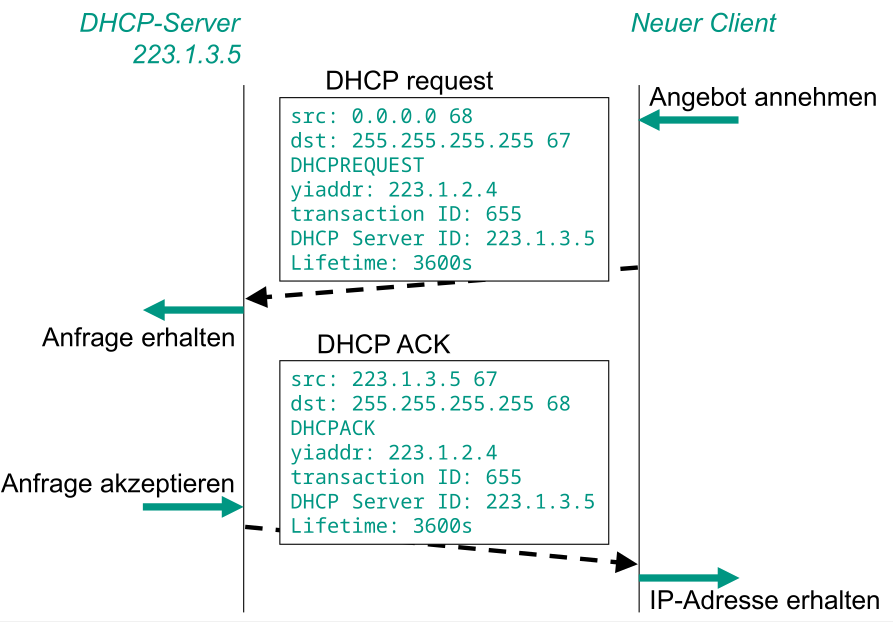 DHCP-Server
223.1.3.5
Neuer Client
DHCP request
Angebot annehmen
src: 0.0.0.0 68
dst: 255.255.255.255 67
DHCPREQUEST
yiaddr: 223.1.2.4
transaction ID: 655
DHCP Server ID: 223.1.3.5
Lifetime: 3600s
Anfrage erhalten
DHCP ACK
src: 223.1.3.5 67
dst: 255.255.255.255 68
DHCPACK
yiaddr: 223.1.2.4
transaction ID: 655
DHCP Server ID: 223.1.3.5
Lifetime: 3600s
Anfrage akzeptieren
IP-Adresse erhalten